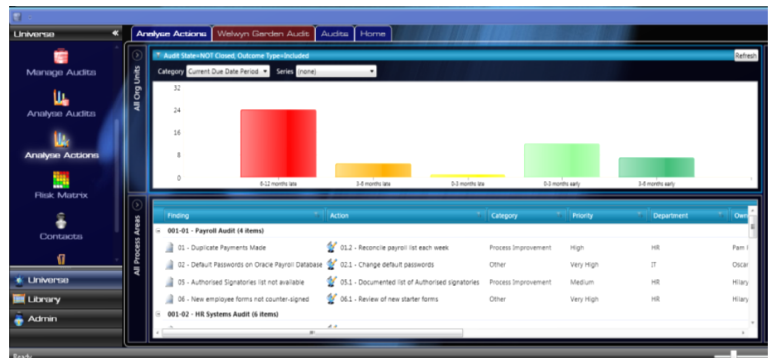 Universe «
Analyse Actions Welwyn Garden Audit Audits Home
Manage Audits
Analyse Audits
Analyse Actions
Risk Matrix
Contacts
Universe
Library
Admin
Ready
All Org Units
Audit State=NOT Closed, Outcome Type=Included Refresh
Category Current Due Date Period Series (none)
32
24
16
8
0
6-12 months late 3-6 months late 0-3 months late 0-3 months early 3-6 months early
All Process Areas
Finding Action Category Priority Department
001-01 - Payroll Audit (4 items)
01 - Duplicate Payments Made 01.2 - Reconcile payroll list each week Process Improvement High HR Pam
02 - Default Passwords on Oracle Payroll Database 02.1 - Change default passwords Other Very High IT Oscar
05 - Authorised Signatories list not available 05.1 - Documented list of Authorised signatories Process Improvement Medium HR Hilary
06 - New employee forms not counter-signed 06.1 - Review of new starter forms Other Very High HR Hilary
001-02 - HR Systems Audit (6 items)